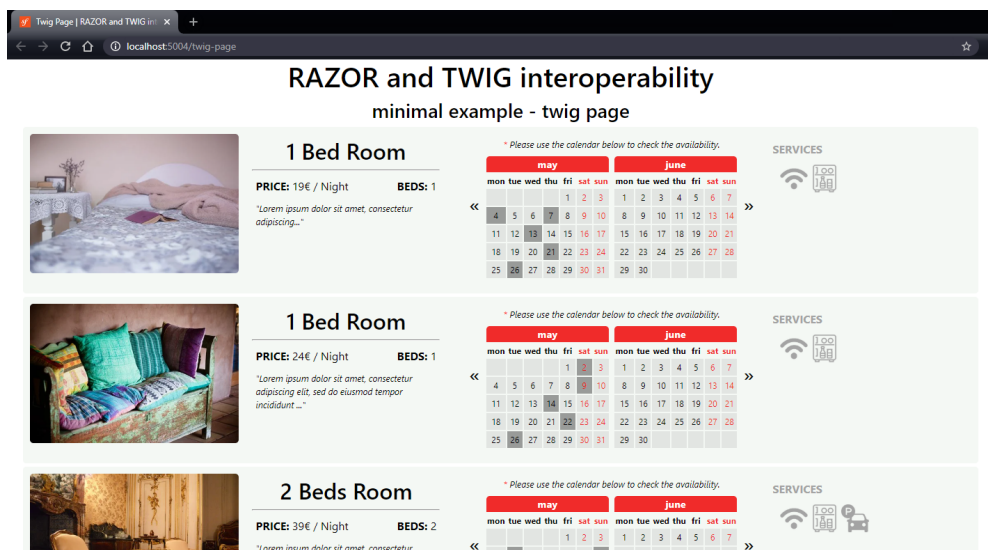 Twig Page | RAZOR and TWIG int
localhost:5004/twig-page
RAZOR and TWIG interoperability
minimal example - twig page
1 Bed Room
PRICE: 19€ / Night BEDS: 1
"Lorem ipsum dolor sit amet, consectetur
adipiscing..."
* Please use the calendar below to check the availability.
may june
mon tue wed thu fri sat sun mon tue wed thu fri sat sun
1 2 3 1 2 3 4 5 6 7
« 4 5 6 7 8 9 10 8 9 10 11 12 13 14 »
11 12 13 14 15 16 17 15 16 17 18 19 20 21
18 19 20 21 22 23 24 22 23 24 25 26 27 28
25 26 27 28 29 30 31 29 30
SERVICES
1 Bed Room
PRICE: 24€ / Night BEDS: 1
"Lorem ipsum dolor sit amet, consectetur
adipiscing elit, sed do eiusmod tempor
incididunt ..."
* Please use the calendar below to check the availability.
may june
mon tue wed thu fri sat sun mon tue wed thu fri sat sun
1 2 3 1 2 3 4 5 6 7
« 4 5 6 7 8 9 10 8 9 10 11 12 13 14 »
11 12 13 14 15 16 17 15 16 17 18 19 20 21
18 19 20 21 22 23 24 22 23 24 25 26 27 28
25 26 27 28 29 30 31 29 30
SERVICES
2 Beds Room
PRICE: 39€ / Night BEDS: 2
"Lorem ipsum dolor sit amet, consectetur
* Please use the calendar below to check the availability.
may june
mon tue wed thu fri sat sun mon tue wed thu fri sat sun
1 2 3 1 2 3 4 5 6 7
« »
SERVICES
P